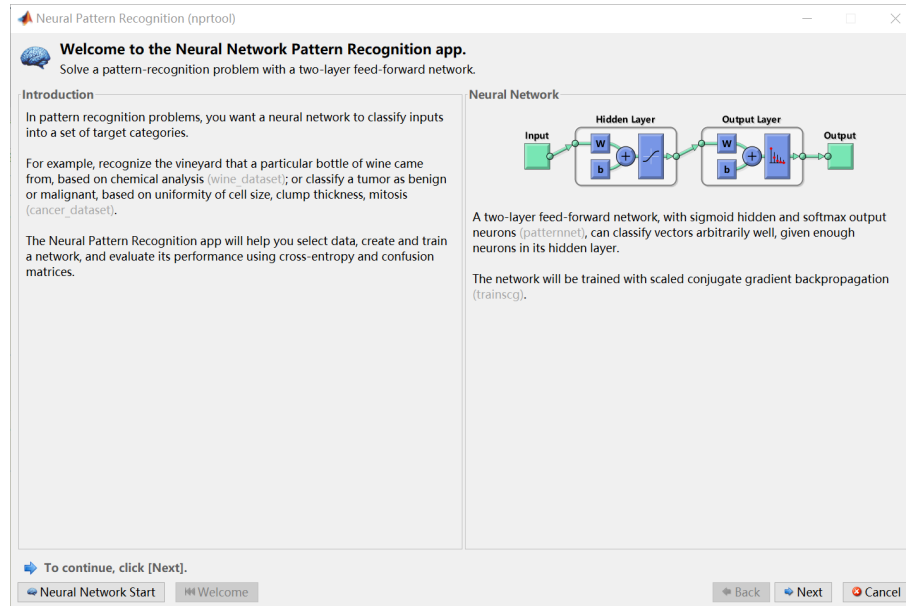 Neural Pattern Recognition (nprtool)
Welcome to the Neural Network Pattern Recognition app.
Solve a pattern-recognition problem with a two-layer feed-forward network.
Introduction
In pattern recognition problems, you want a neural network to classify inputs
into a set of target categories.
For example, recognize the vineyard that a particular bottle of wine came
from, based on chemical analysis (wine_dataset); or classify a tumor as benign
or malignant, based on uniformity of cell size, clump thickness, mitosis
(cancer_dataset).
The Neural Pattern Recognition app will help you select data, create and train
a network, and evaluate its performance using cross-entropy and confusion
matrices.
Neural Network
Hidden Layer Output Layer
Input Output
W W
b b
A two-layer feed-forward network, with sigmoid hidden and softmax output
neurons (patternnet), can classify vectors arbitrarily well, given enough
neurons in its hidden layer.
The network will be trained with scaled conjugate gradient backpropagation
(trainscg).
To continue, click [Next].
Neural Network Start Welcome Back Next Cancel